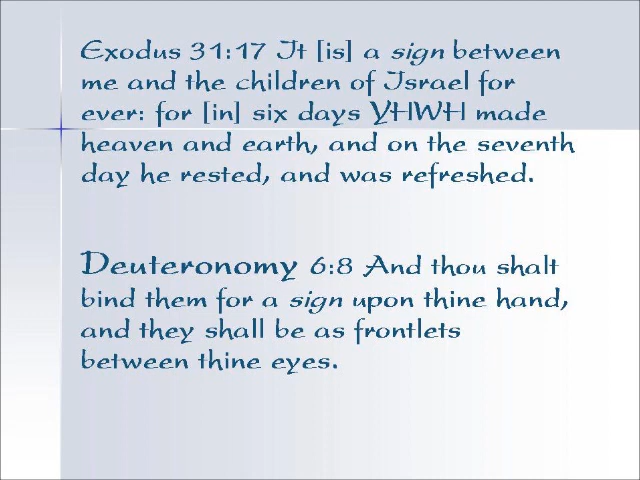 Exodus 31:17 It [is] a sign between
me and the children of Israel for
ever: for [in] six days YHWH made
heaven and earth, and on the seventh
day he rested, and was refreshed.
Deuteronomy 6:8 And thou shalt
bind them for a sign upon thine hand,
and they shall be as frontlets
between thine eyes.